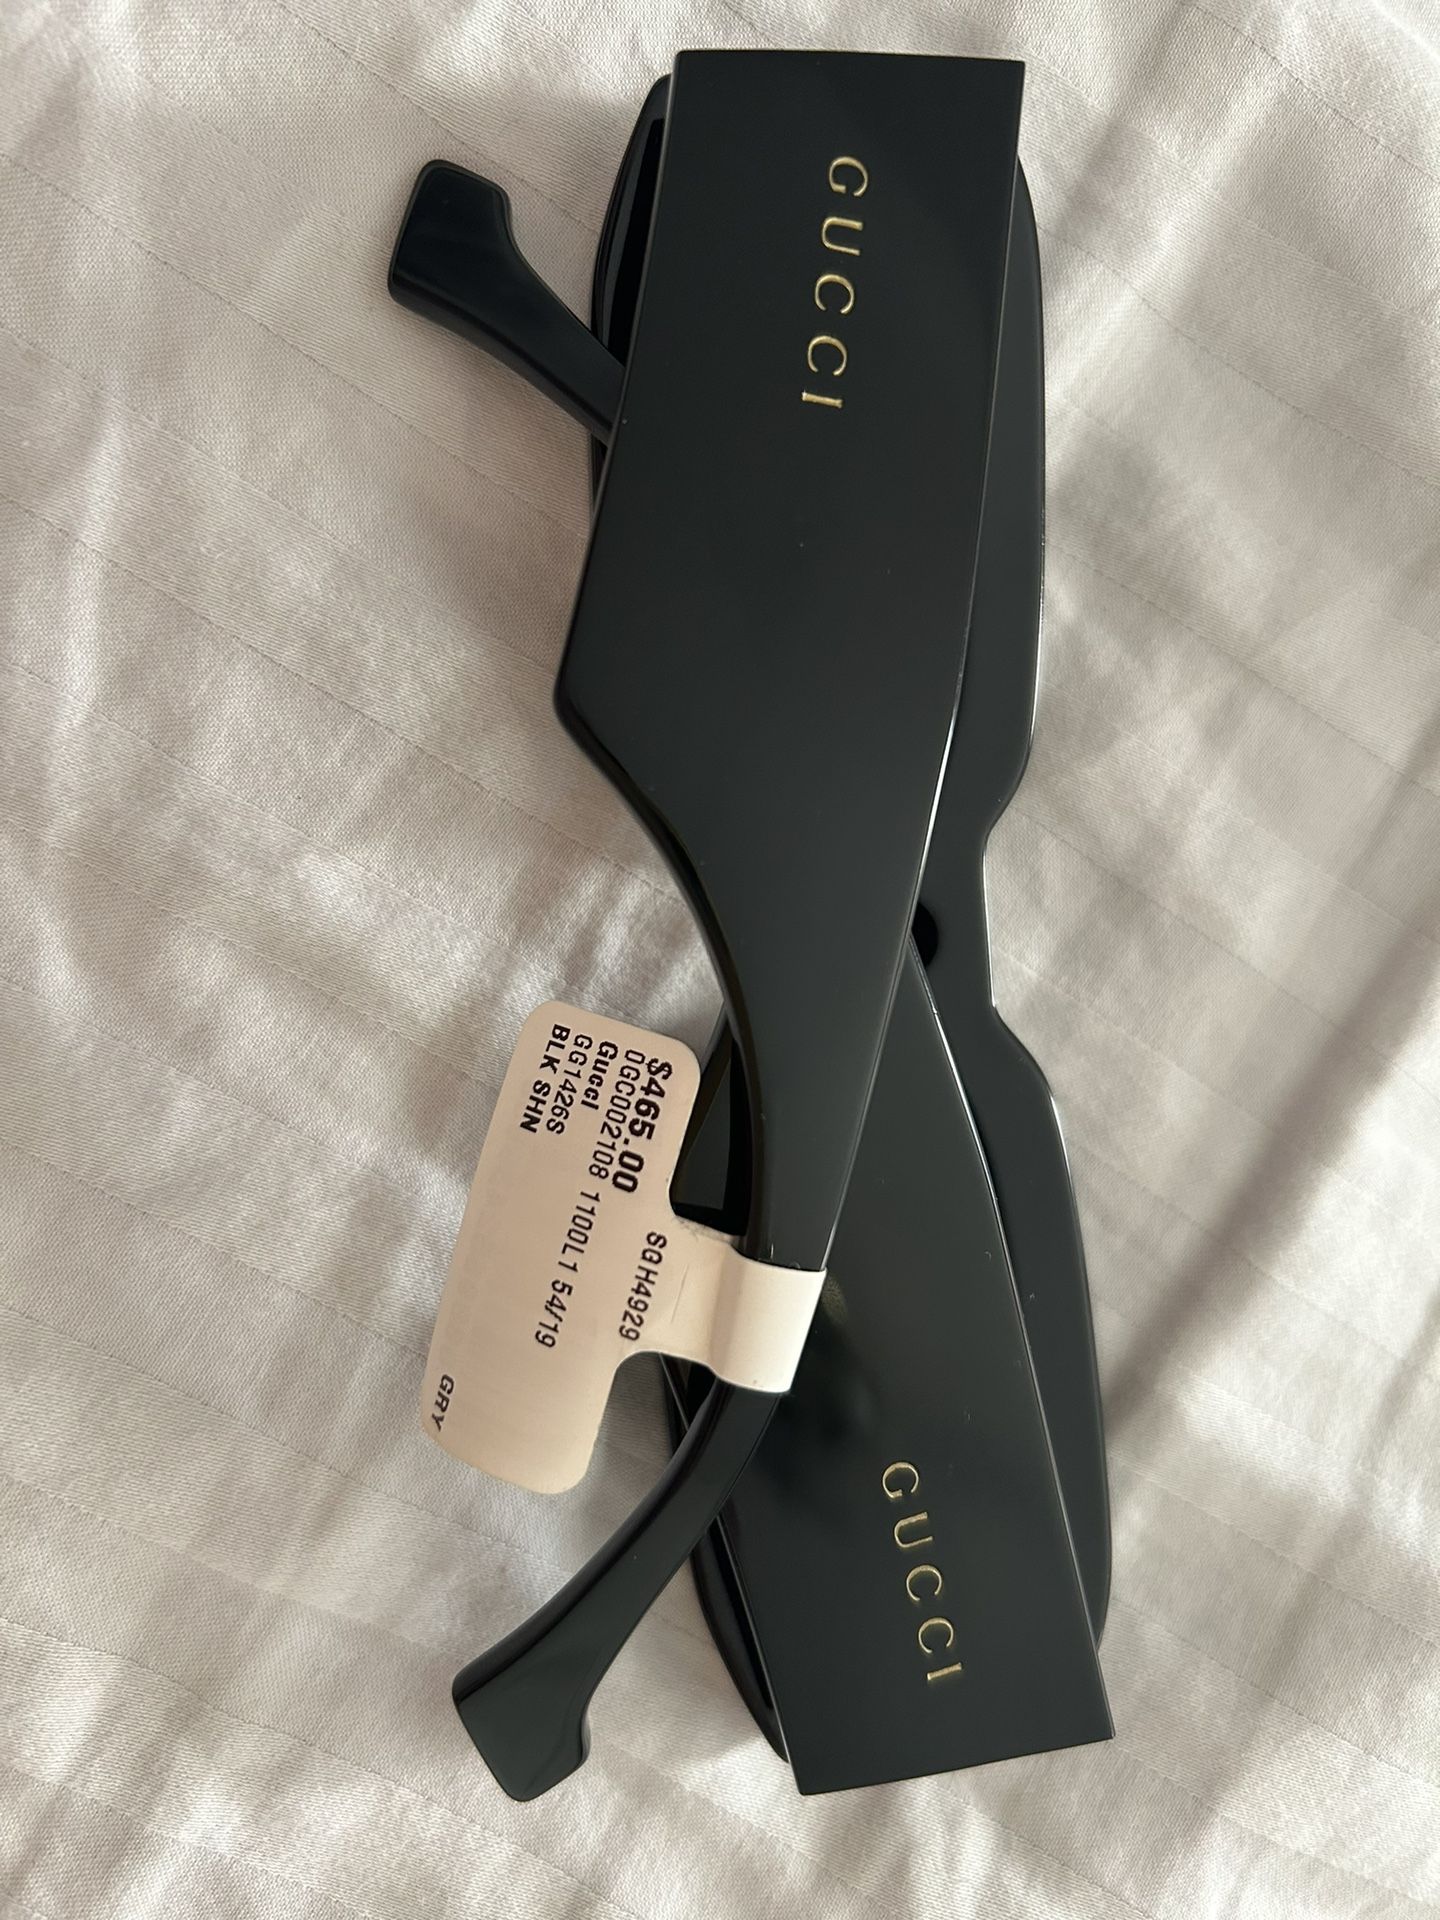 GUCCI
$465.00
SGH4929
0GC002108 1100L1 54/19
Gucci
GG1426S
BLK SHN
GRY
GUCCI